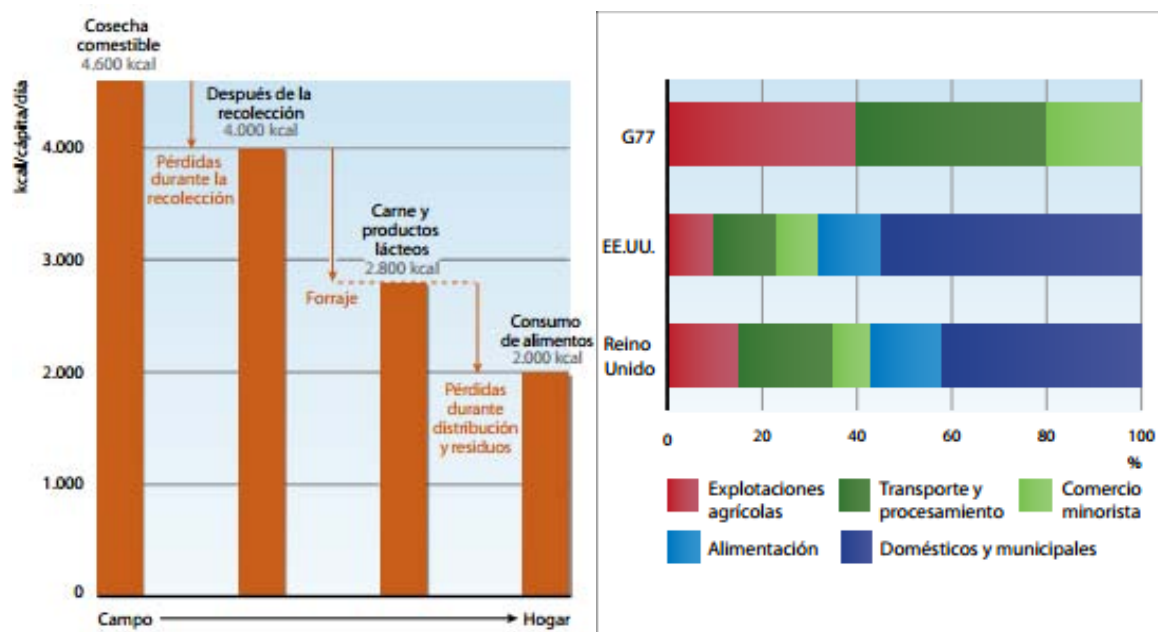 Cosecha
comestible
4.600 kcal
kcal/cápita/día
Después de la
recolección
4.000 kcal
4.000
Pérdidas
durante la
recolección
Carne y
productos
lácteos
2.800 kcal
3.000
Forraje
Consumo
de alimentos
2.000 kcal
2.000
Pérdidas
durante
distribución
y residuos
1.000
0
Campo
Hogar
G77
EE.UU.
Reino
Unido
0 20 40 60 80 100
%
Explotaciones
agrícolas
Transporte y
procesamiento
Comercio
minorista
Alimentación
Domésticos y municipales